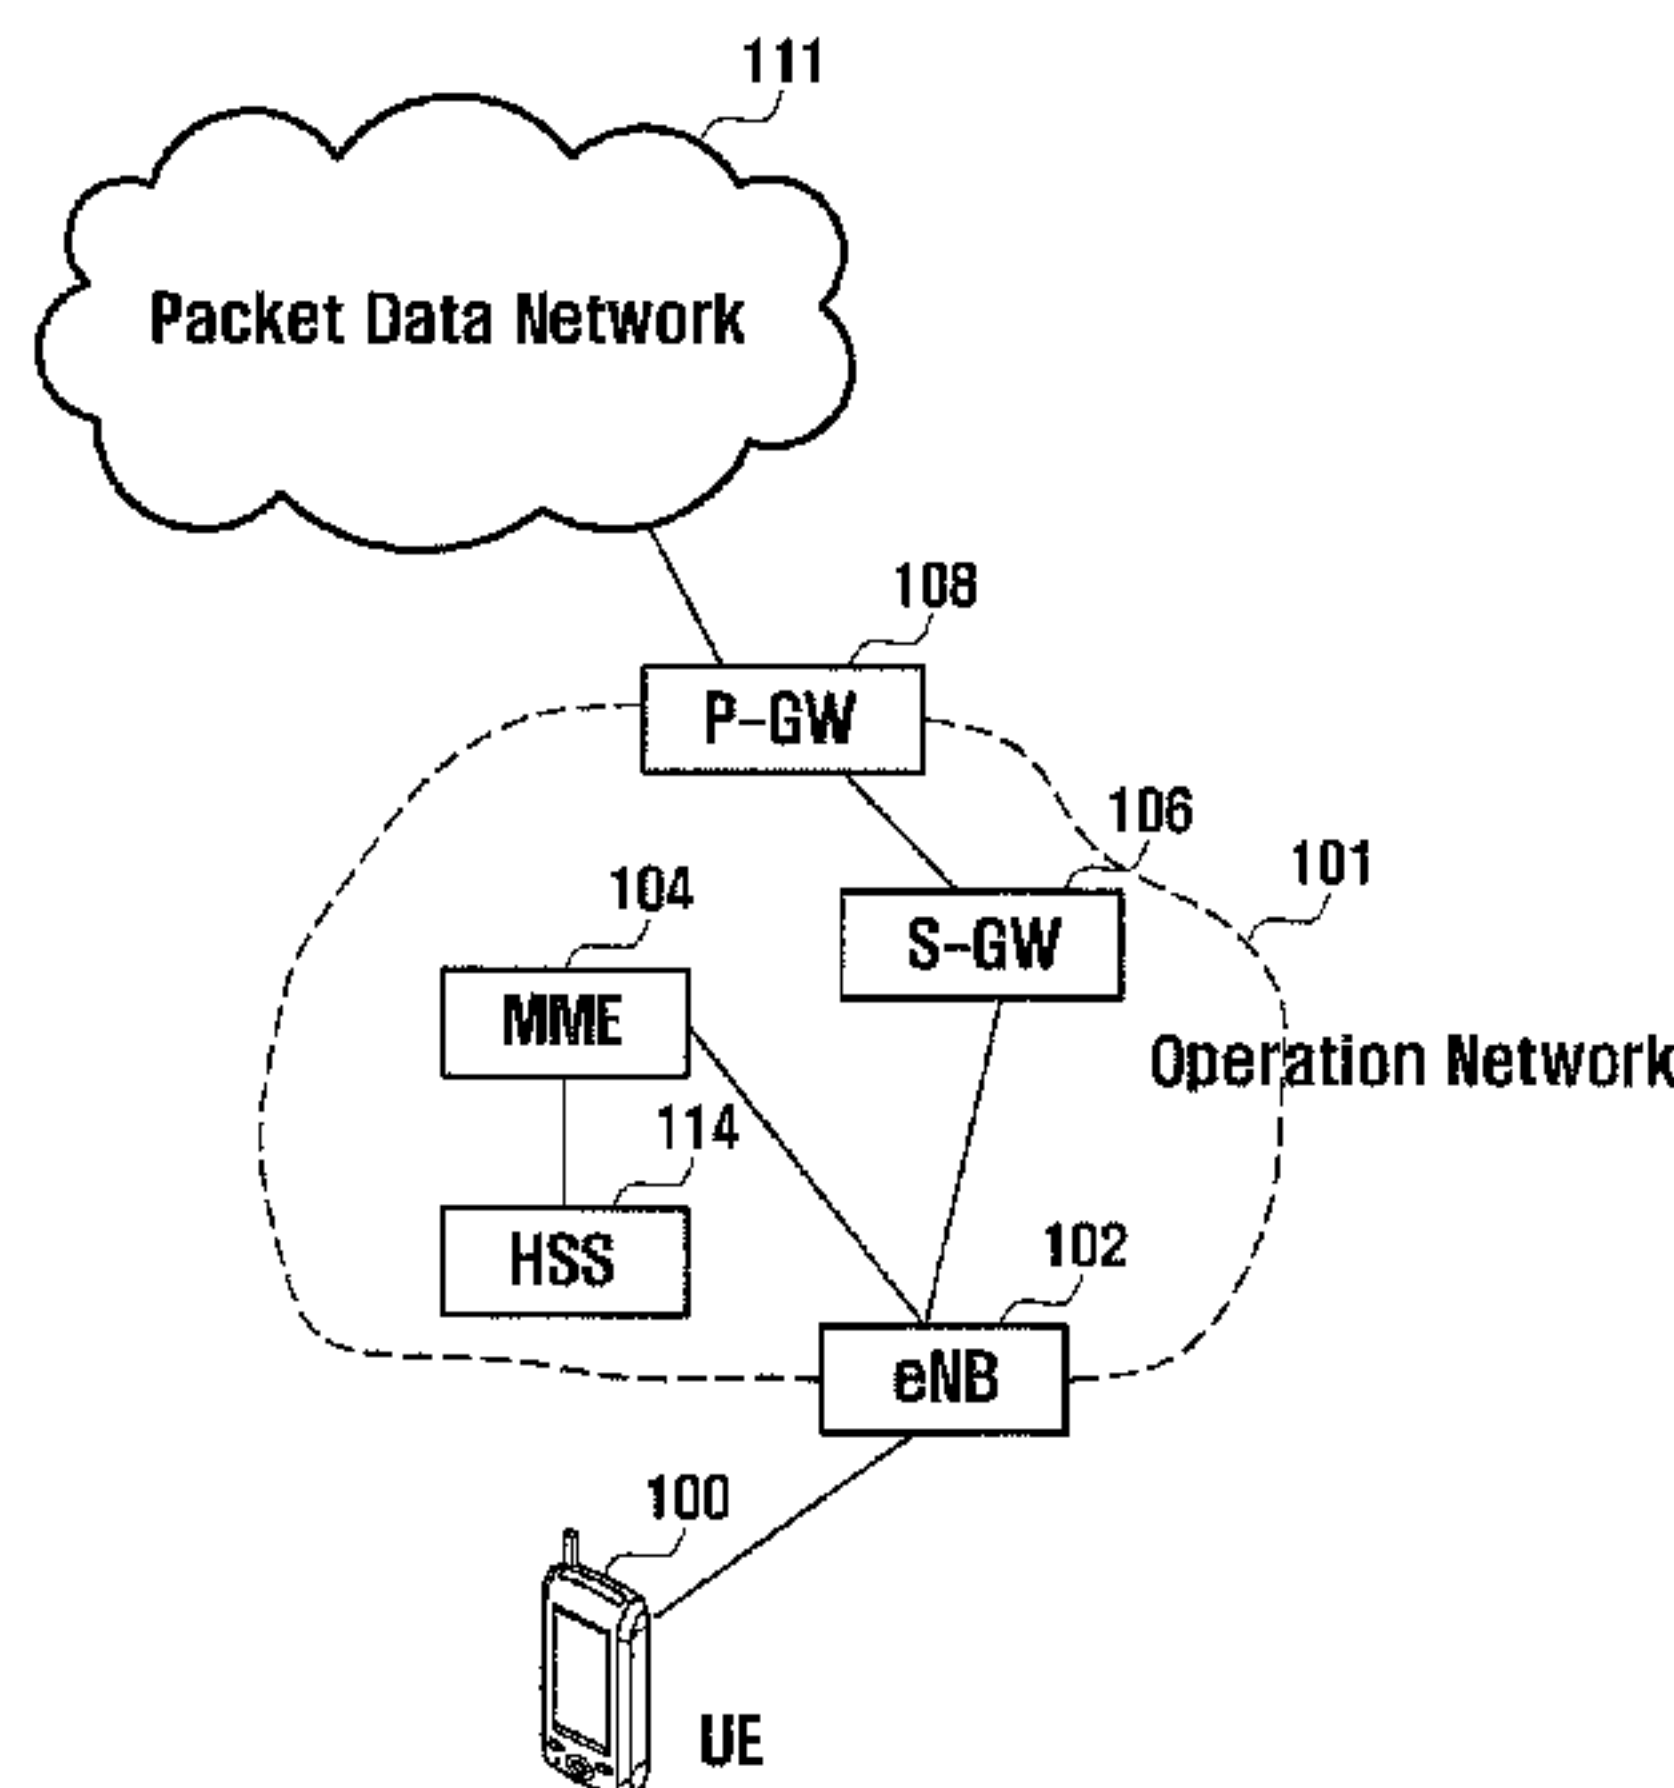 111
Packet Data Network
108
P-GW
106
101
104
S-GW
MME
Operation Network
114
102
HSS
eNB
100
UE